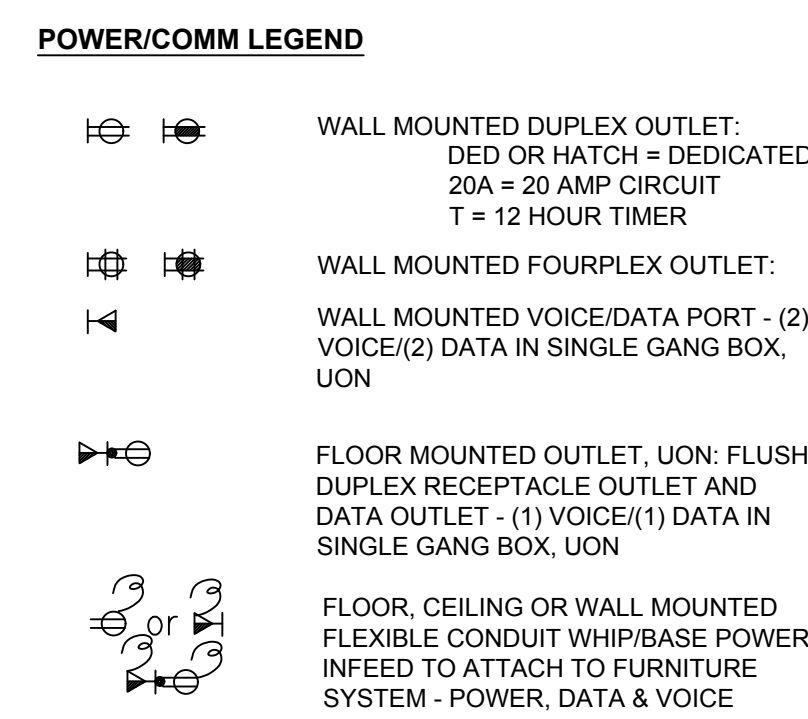 POWER/COMM LEGEND
WALL MOUNTED DUPLEX OUTLET:
DED OR HATCH = DEDICATED
20A = 20 AMP CIRCUIT
T = 12 HOUR TIMER
WALL MOUNTED FOURPLEX OUTLET:
WALL MOUNTED VOICE/DATA PORT - (2)
VOICE/(2) DATA IN SINGLE GANG BOX,
UON
FLOOR MOUNTED OUTLET, UON: FLUSH
DUPLEX RECEPTACLE OUTLET AND
DATA OUTLET - (1) VOICE/(1) DATA IN
SINGLE GANG BOX, UON
or
FLOOR, CEILING OR WALL MOUNTED
FLEXIBLE CONDUIT WHIP/BASE POWER
INFEED TO ATTACH TO FURNITURE
SYSTEM - POWER, DATA & VOICE